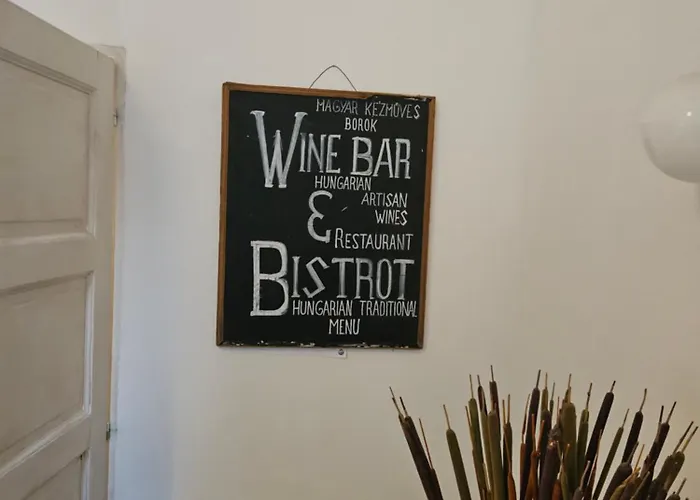 MAGYAR KÉZMŰVES
BOROK
WINE BAR
HUNGARIAN
ARTISAN
WINES
&
RESTAURANT
BISTROT
HUNGARIAN TRADITIONAL
MENU